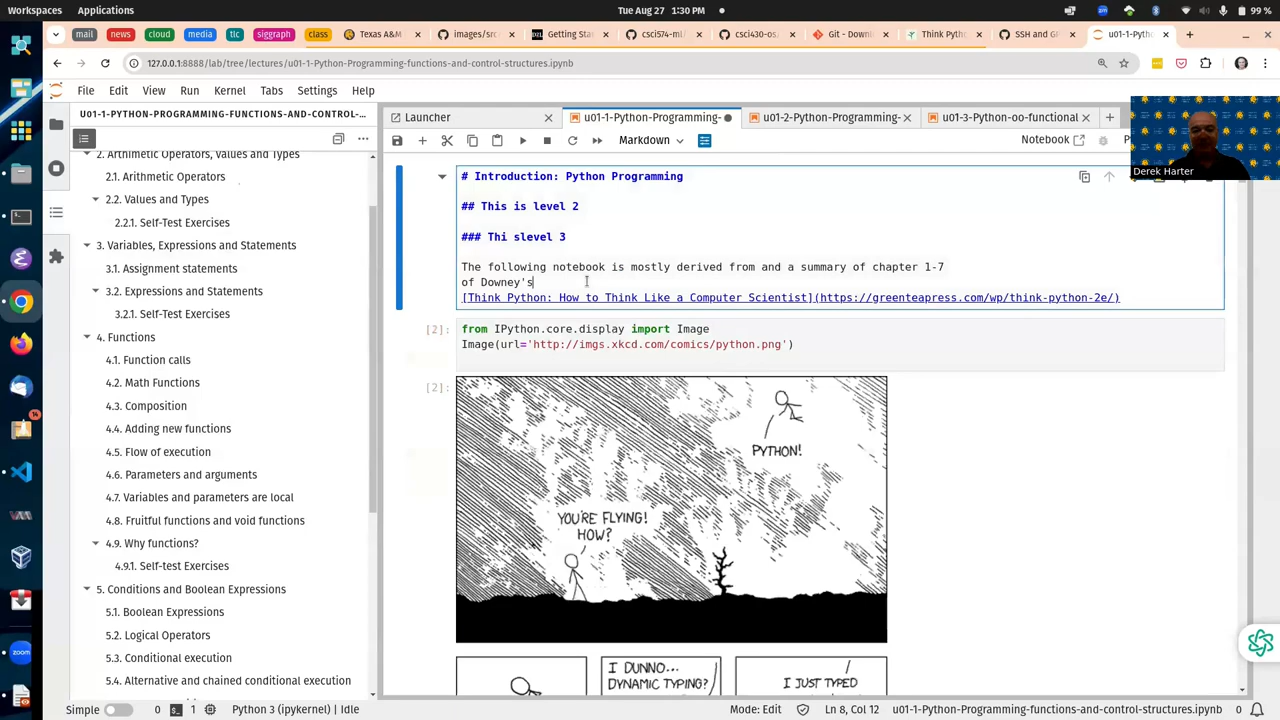 Workspaces Applications Tue Aug 27 1:30 PM 99 %
mail news cloud media tlc siggraph class Texas A&M images/src Getting Sta csci574-ml/ csci430-os/ Git - Downl Think Pyth SSH and GP u01-1-Pyth
127.0.0.1:8888/lab/tree/lectures/u01-1-Python-Programming-functions-and-control-structures.ipynb
File Edit View Run Kernel Tabs Settings Help
U01-1-PYTHON-PROGRAMMING-FUNCTIONS-AND-CONTROL-...
Launcher u01-1-Python-Programming- u01-2-Python-Programming- u01-3-Python-oo-functional
Markdown Notebook P
Derek Harter
2. Arthimetic Operators, Values and Types
2.1. Arithmetic Operators
2.2. Values and Types
2.2.1. Self-Test Exercises
3. Variables, Expressions and Statements
3.1. Assignment statements
3.2. Expressions and Statements
3.2.1. Self-Test Exercises
4. Functions
4.1. Function calls
4.2. Math Functions
4.3. Composition
4.4. Adding new functions
4.5. Flow of execution
4.6. Parameters and arguments
4.7. Variables and parameters are local
4.8. Fruitful functions and void functions
4.9. Why functions?
4.9.1. Self-test Exercises
5. Conditions and Boolean Expressions
5.1. Boolean Expressions
5.2. Logical Operators
5.3. Conditional execution
5.4. Alternative and chained conditional execution
# Introduction: Python Programming
## This is level 2
### Thi slevel 3
The following notebook is mostly derived from and a summary of chapter 1-7
of Downey's
[Think Python: How to Think Like a Computer Scientist](https://greenteapress.com/wp/think-python-2e/)
[2]: from IPython.core.display import Image
Image(url='http://imgs.xkcd.com/comics/python.png')
[2]:
PYTHON!
YOU'RE FLYING!
HOW?
I DUNNO...
DYNAMIC TYPING?
I JUST TYPED
14
zoom
Simple 0 1 Python 3 (ipykernel) | Idle Mode: Edit Ln 8, Col 12 u01-1-Python-Programming-functions-and-control-structures.ipynb 0